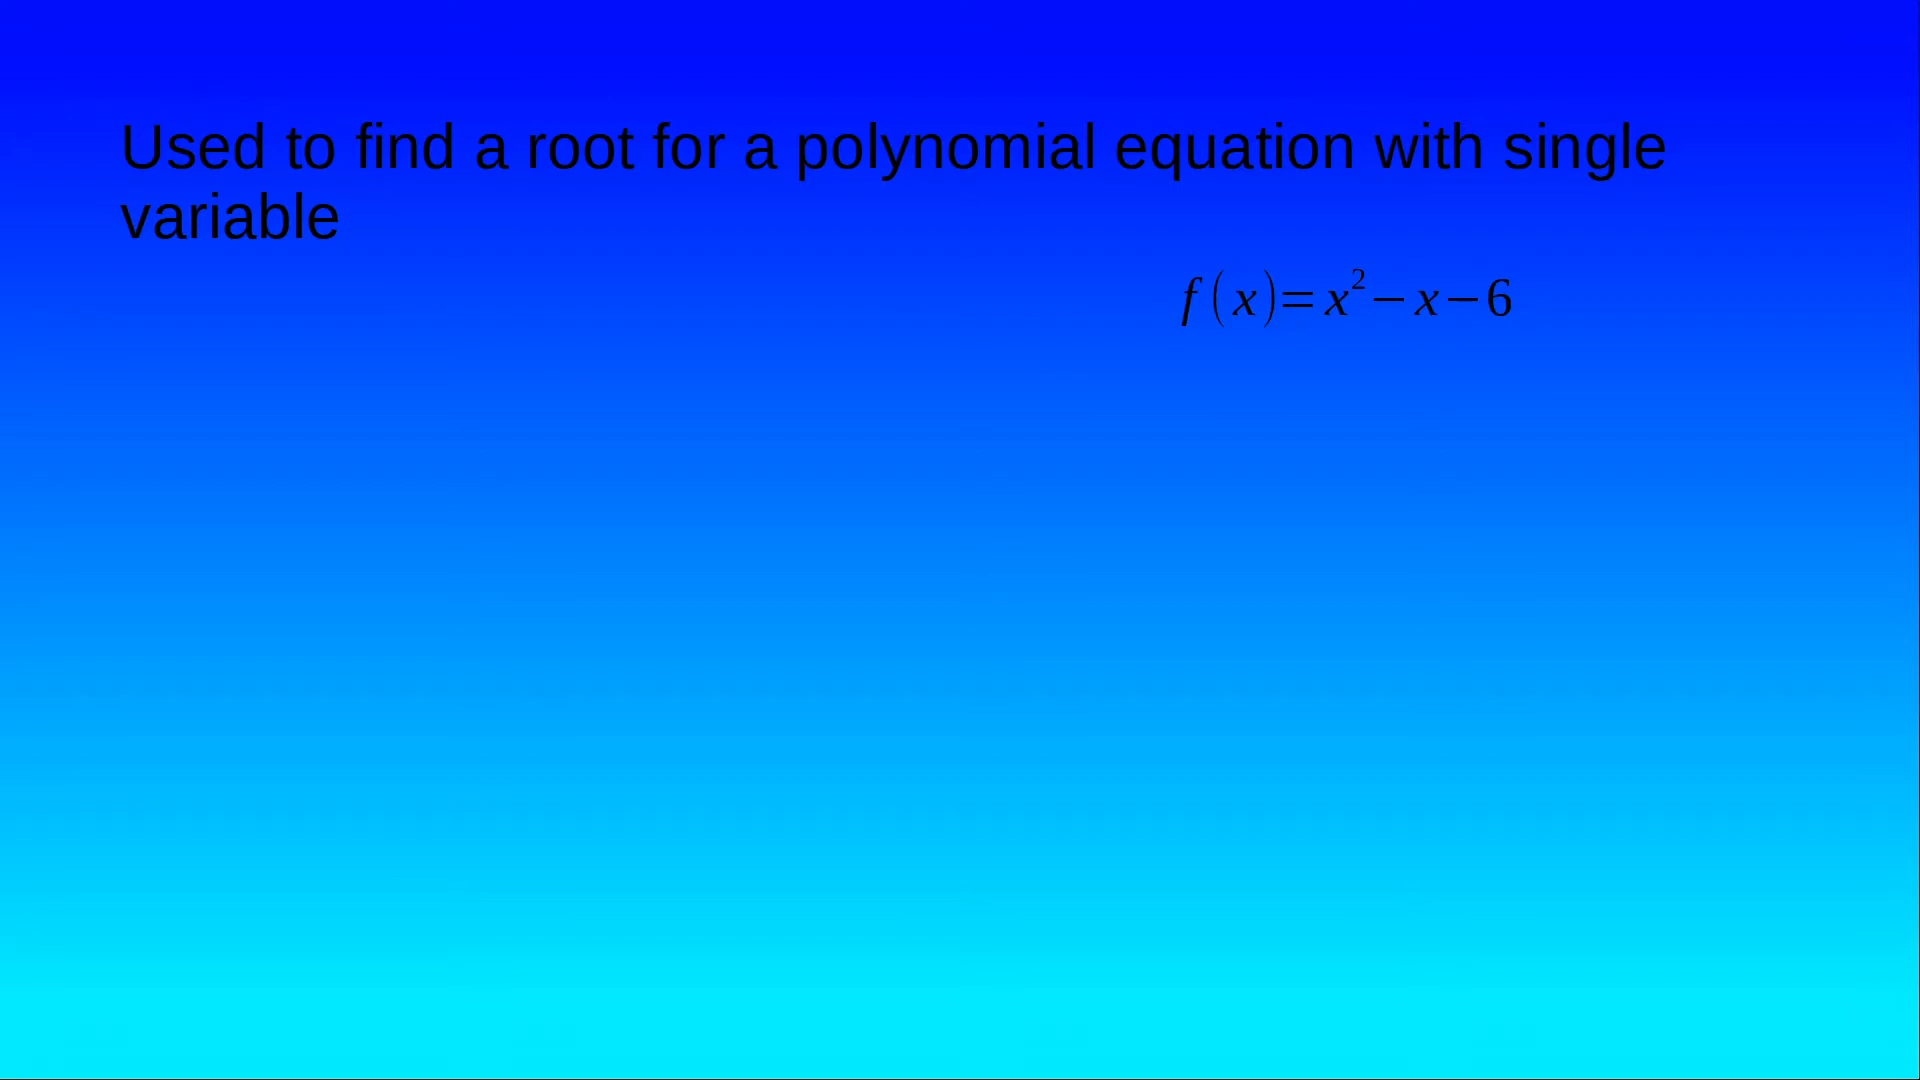 Used to find a root for a polynomial equation with single
variable
f(x)=x²−x−6